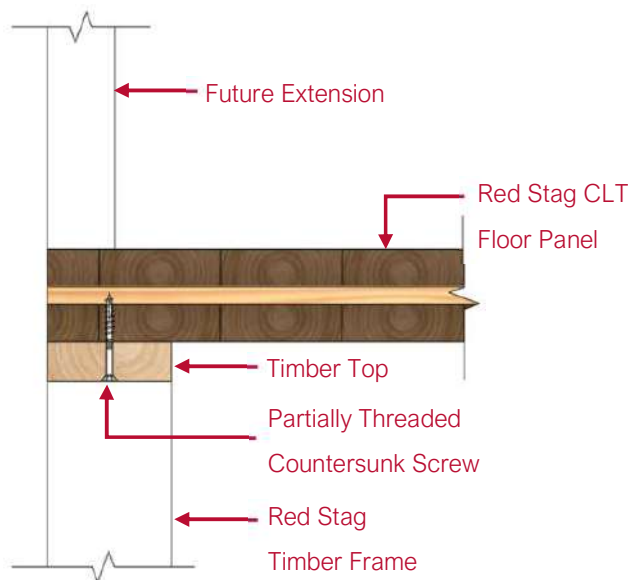 Future Extension
Red Stag CLT
Floor Panel
Timber Top
Partially Threaded
Countersunk Screw
Red Stag
Timber Frame